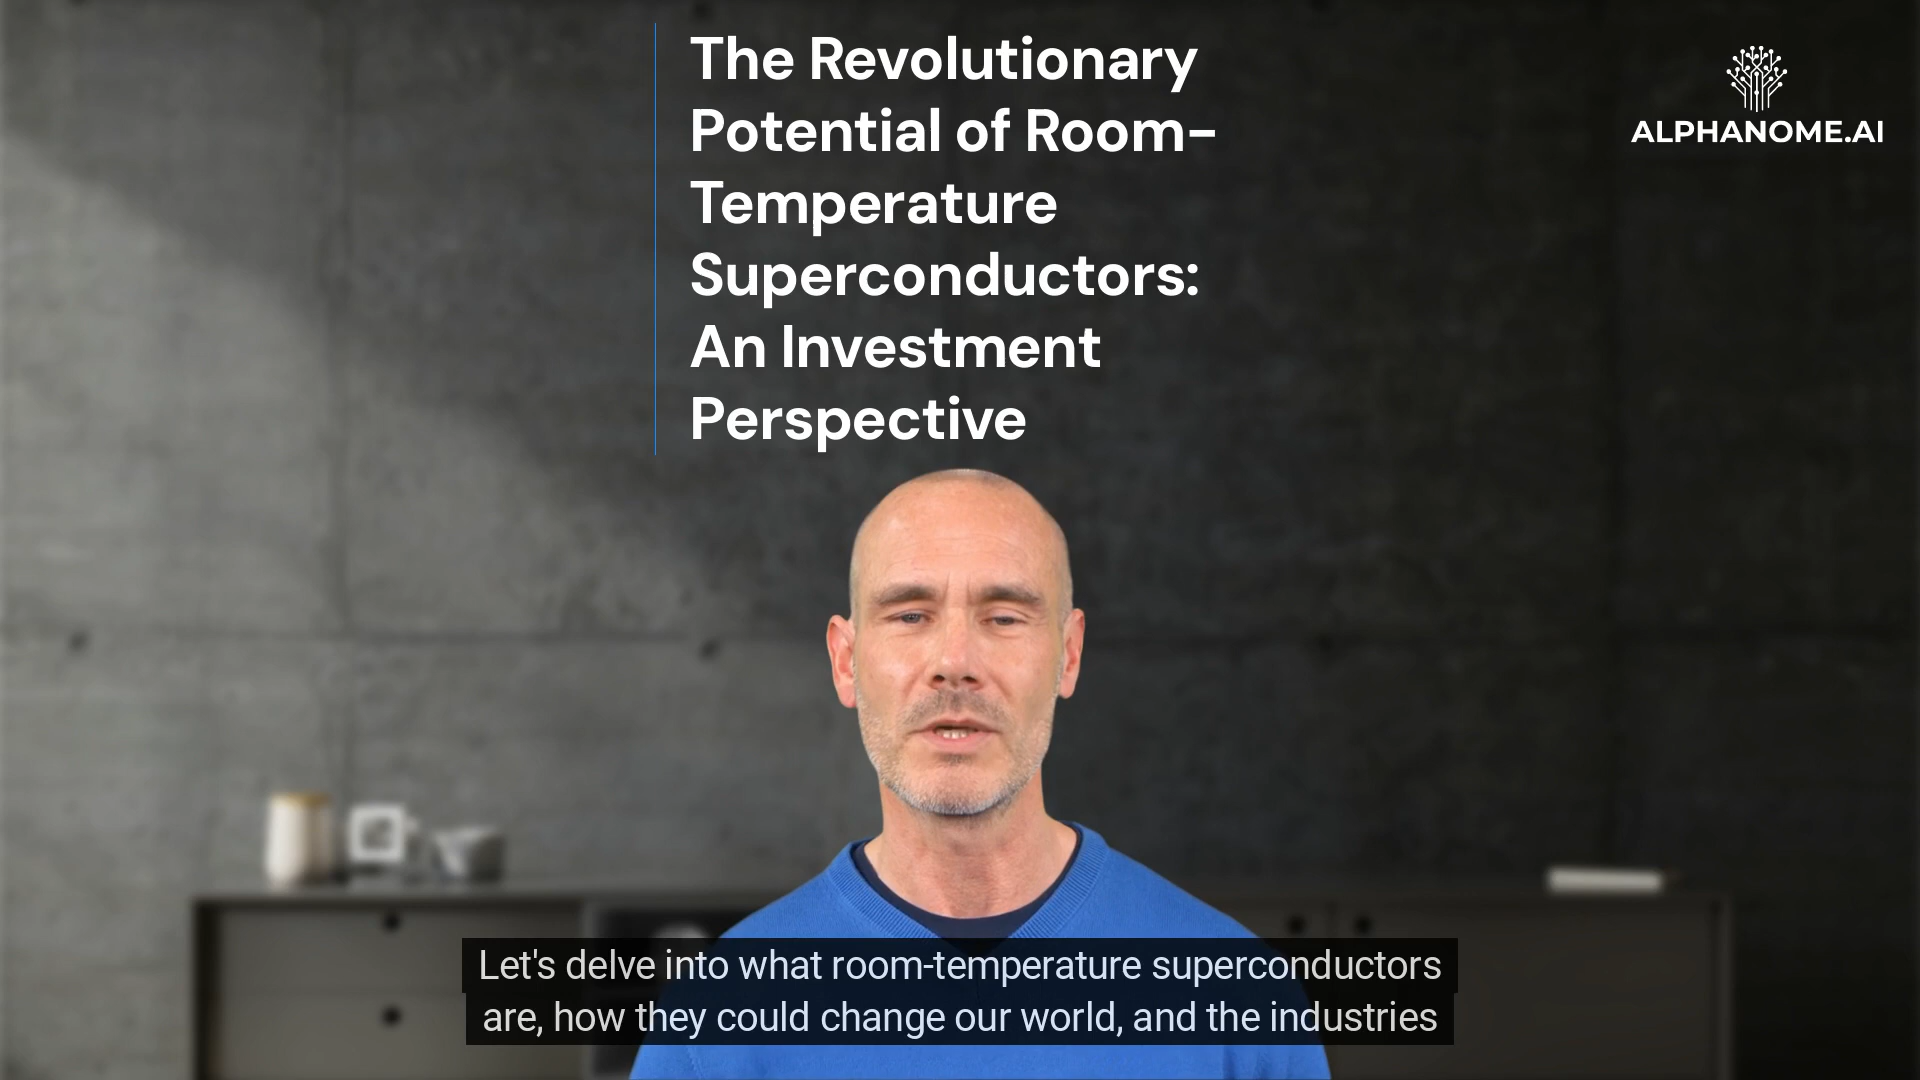 The Revolutionary
Potential of Room-
Temperature
Superconductors:
An Investment
Perspective
ALPHANOME.AI
Let's delve into what room-temperature superconductors
are, how they could change our world, and the industries